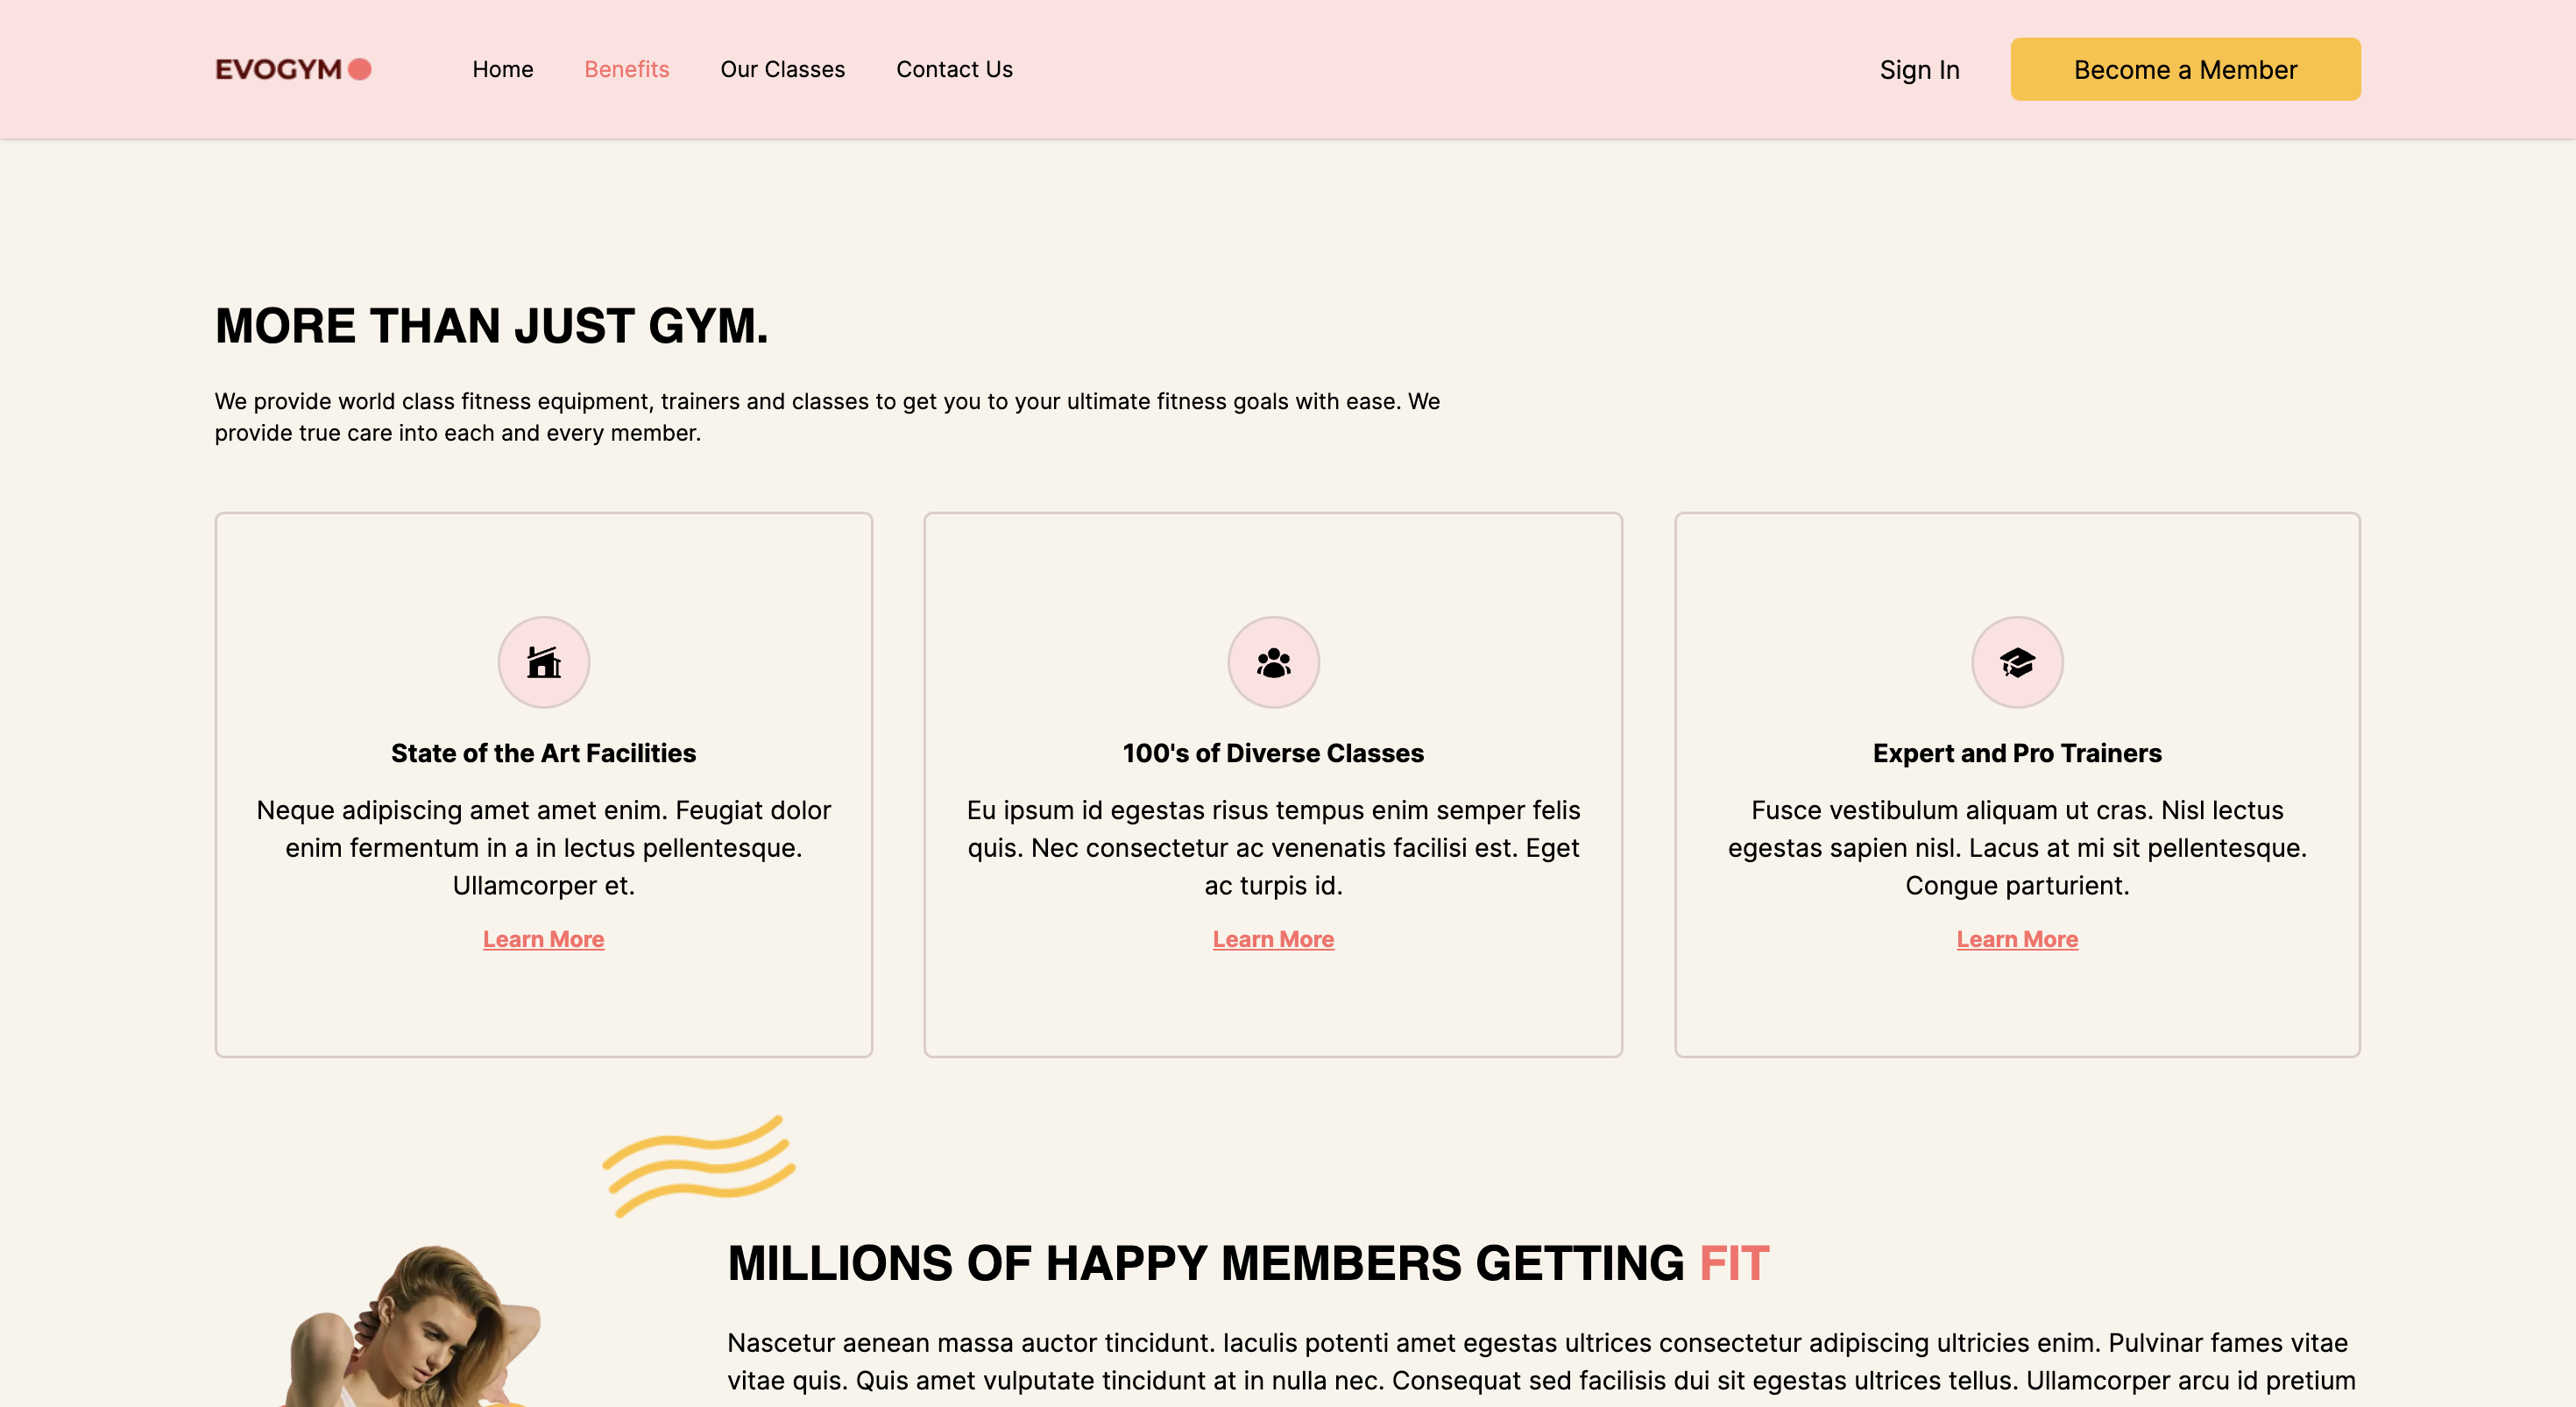 EVOGYM
Home
Benefits
Our Classes
Contact Us
Sign In
Become a Member
MORE THAN JUST GYM.
We provide world class fitness equipment, trainers and classes to get you to your ultimate fitness goals with ease. We
provide true care into each and every member.
State of the Art Facilities
Neque adipiscing amet amet enim. Feugiat dolor
enim fermentum in a in lectus pellentesque.
Ullamcorper et.
Learn More
100's of Diverse Classes
Eu ipsum id egestas risus tempus enim semper felis
quis. Nec consectetur ac venenatis facilisi est. Eget
ac turpis id.
Learn More
Expert and Pro Trainers
Fusce vestibulum aliquam ut cras. Nisl lectus
egestas sapien nisl. Lacus at mi sit pellentesque.
Congue parturient.
Learn More
MILLIONS OF HAPPY MEMBERS GETTING FIT
Nascetur aenean massa auctor tincidunt. Iaculis potenti amet egestas ultrices consectetur adipiscing ultricies enim. Pulvinar fames vitae
vitae quis. Quis amet vulputate tincidunt at in nulla nec. Consequat sed facilisis dui sit egestas ultrices tellus. Ullamcorper arcu id pretium